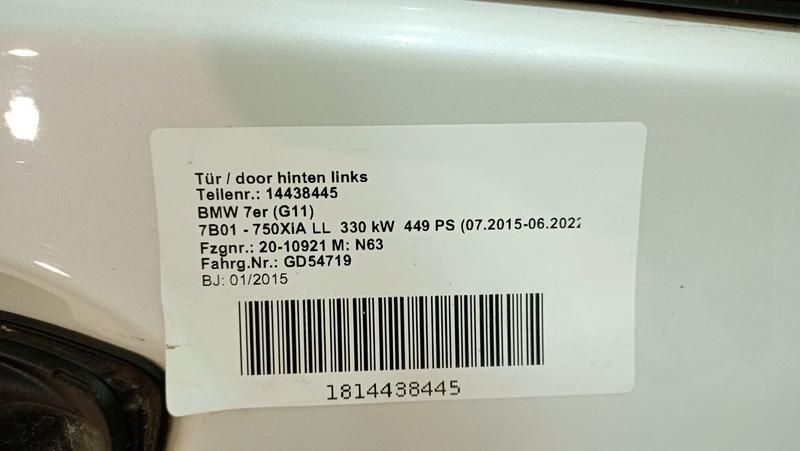 Tür / door hinten links
Teilenr.: 14438445
BMW 7er (G11)
7B01 - 750XiA LL 330 kW 449 PS (07.2015-06.2022
Fzgnr.: 20-10921 M: N63
Fahrg.Nr.: GD54719
BJ: 01/2015
1814438445